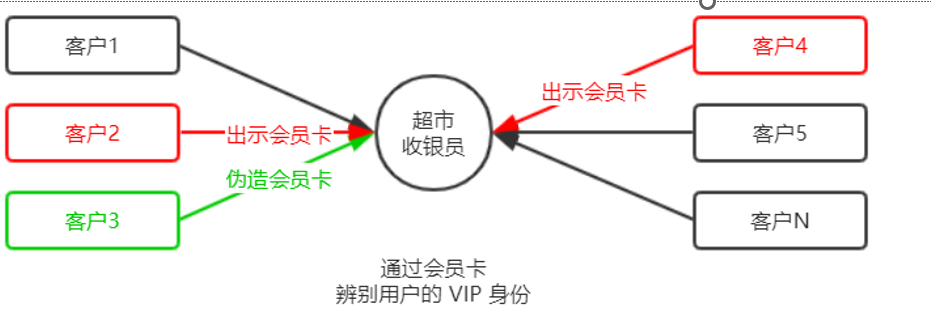 客户1
客户4
出示会员卡
超市
收银员
客户2
出示会员卡
客户5
伪造会员卡
客户3
客户N
通过会员卡
辨别用户的 VIP 身份